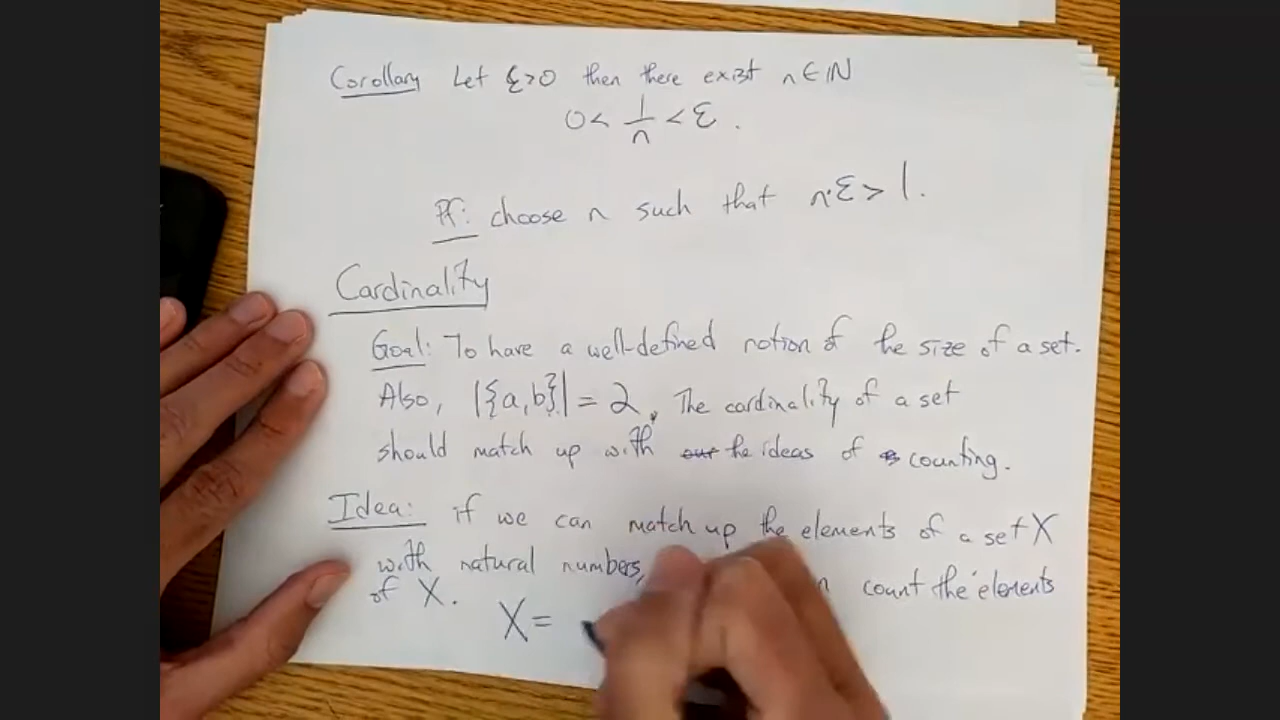 Corollary Let ε>0 then there exist n∈ℕ
0 < 1/n < ε.
Pf: choose n such that n·ε > 1.
Cardinality
Goal: To have a well-defined notion of the size of a set.
Also, |{a,b}| = 2. The cardinality of a set
should match up with the ideas of counting.
Idea: if we can match up the elements of a set X
with natural numbers, count the elements
of X.
X =